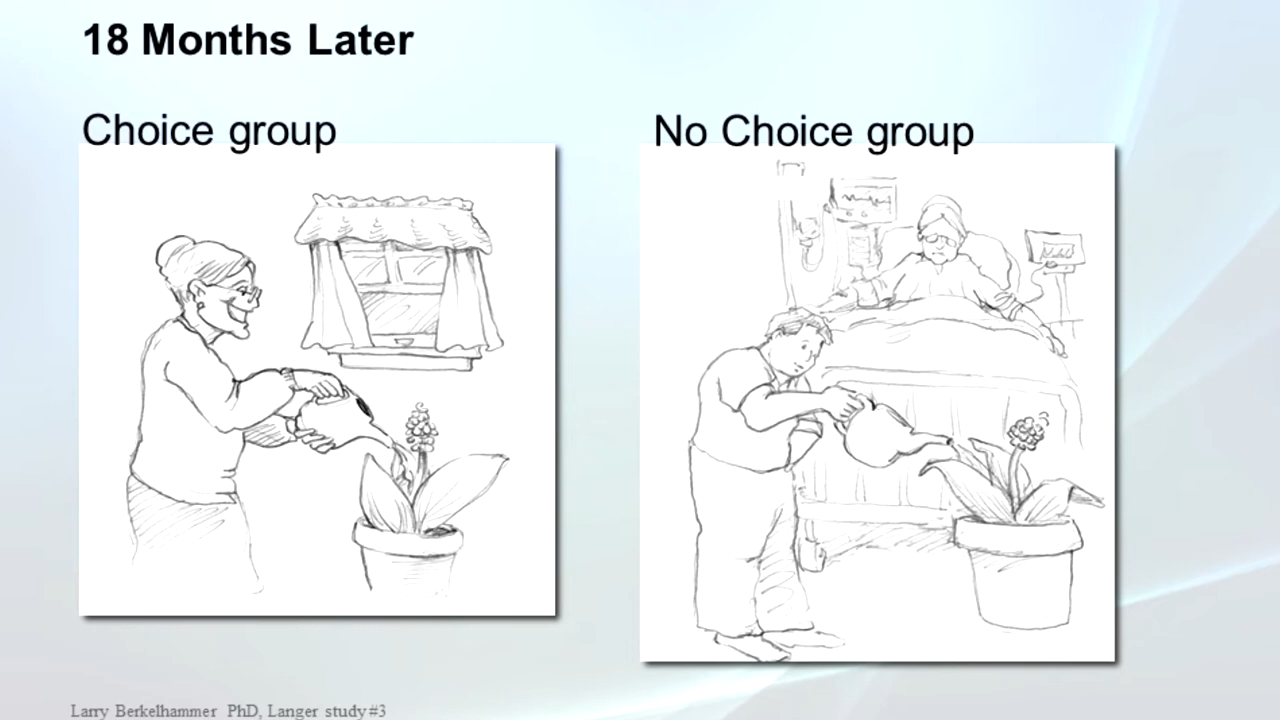 18 Months Later
Choice group
No Choice group
Larry Berkelhammer PhD, Langer study #3